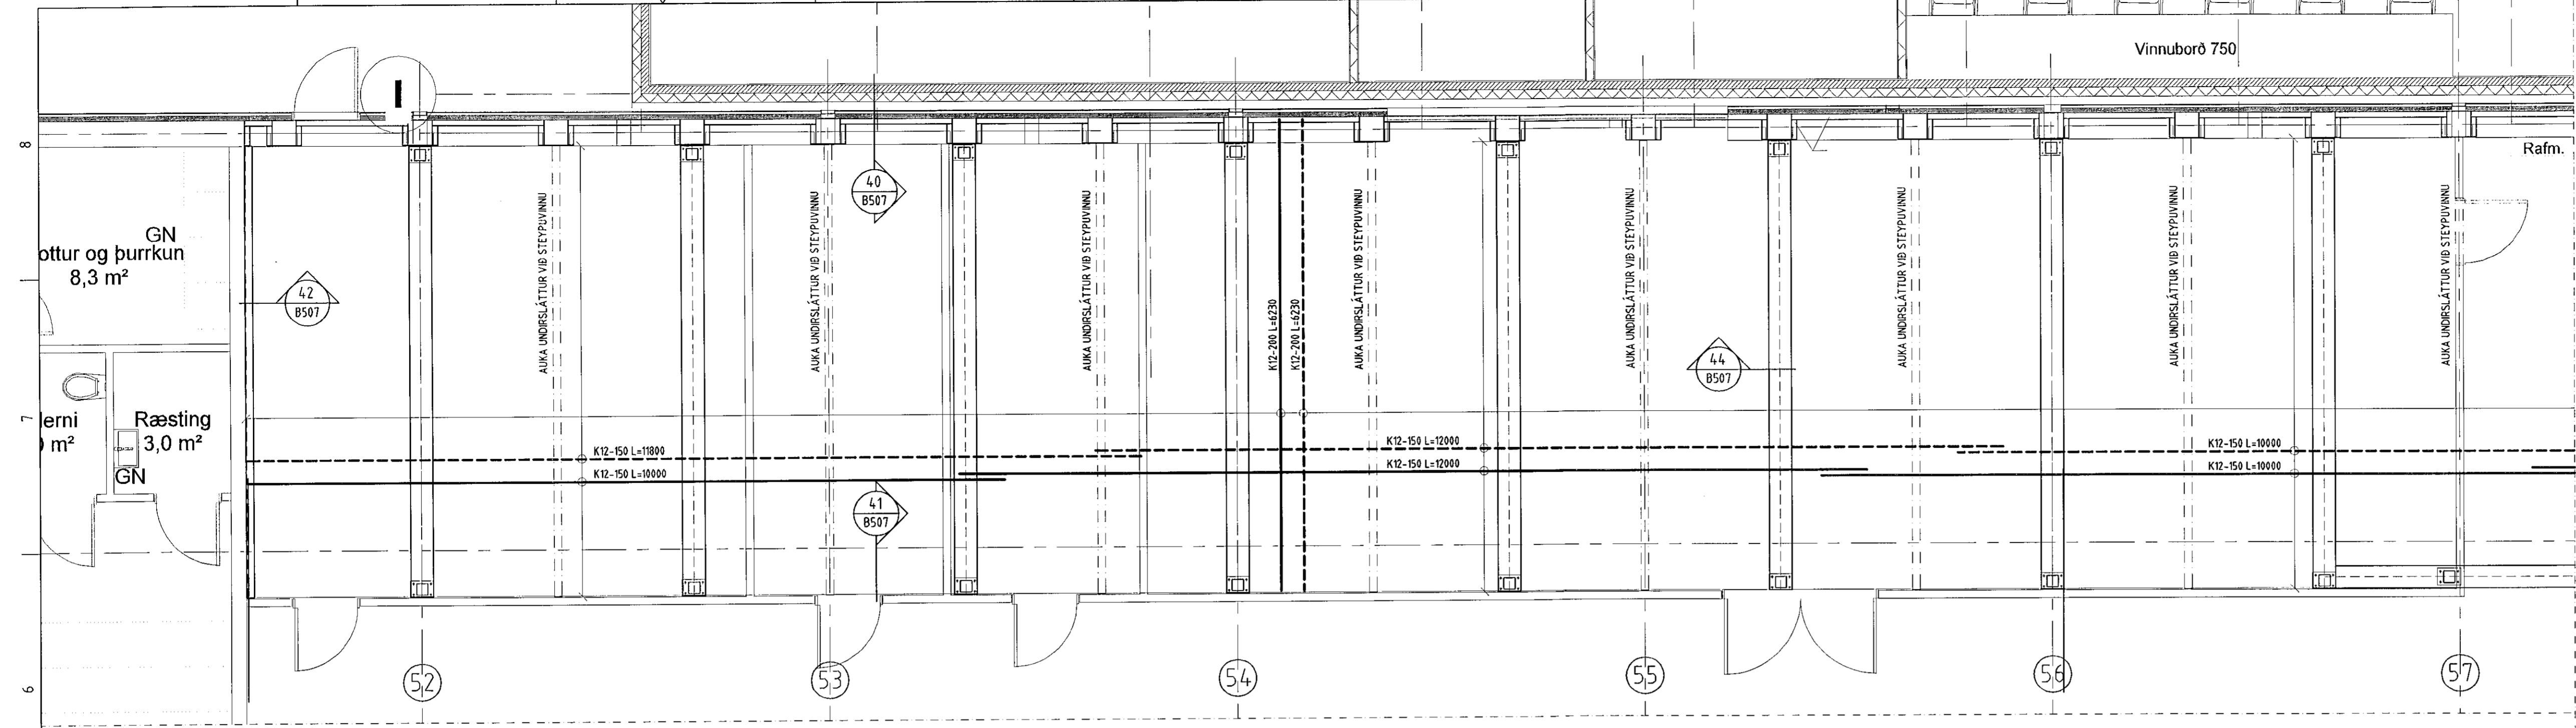 Vinnuborð 750
8
Rafm.
40
B507
GN
ottur og þurrkun
8,3 m²
42
B507
AUKA UNDIRSLÁTTUR VIÐ STEYPUVINNU
AUKA UNDIRSLÁTTUR VIÐ STEYPUVINNU
AUKA UNDIRSLÁTTUR VIÐ STEYPUVINNU
K12-200 L=6230
K12-200 L=6230
AUKA UNDIRSLÁTTUR VIÐ STEYPUVINNU
AUKA UNDIRSLÁTTUR VIÐ STEYPUVINNU
AUKA UNDIRSLÁTTUR VIÐ STEYPUVINNU
AUKA UNDIRSLÁTTUR VIÐ STEYPUVINNU
AUKA UNDIRSLÁTTUR VIÐ STEYPUVINNU
44
B507
7
erni
m²
Ræsting
3,0 m²
GN
K12-150 L=11800
K12-150 L=10000
K12-150 L=12000
K12-150 L=12000
K12-150 L=10000
K12-150 L=10000
41
B507
6
52
53
54
55
56
57